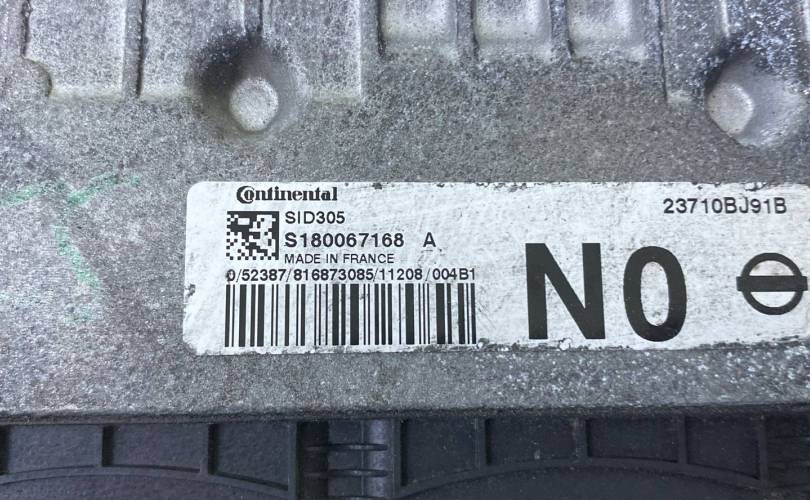 Continental
SID305
S180067168 A
MADE IN FRANCE
0/52387/816873085/11208/004B1
23710BJ91B
N0